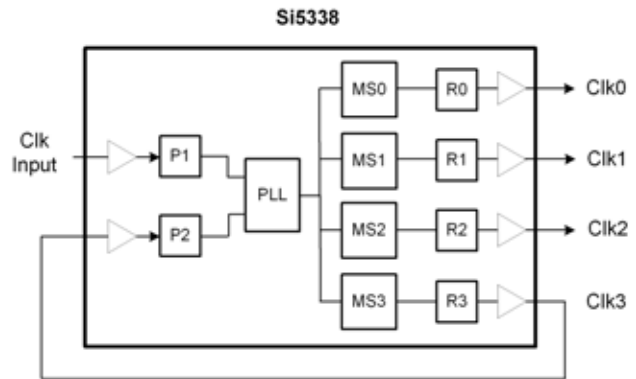 Si5338
MS0
R0
Clk0
Clk
Input
P1
MS1
R1
Clk1
PLL
P2
MS2
R2
Clk2
MS3
R3
Clk3